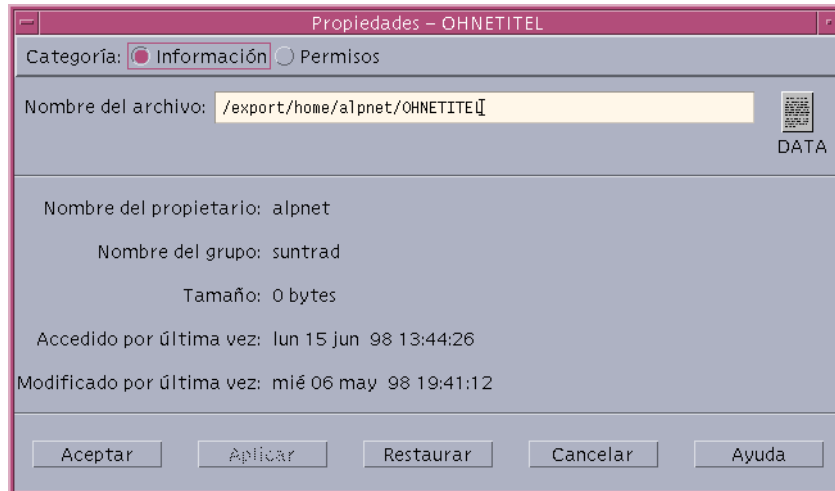 Propiedades – OHNETITEL
Categoría: Información Permisos
Nombre del archivo: /export/home/alpnet/OHNETITEL
DATA
Nombre del propietario: alpnet
Nombre del grupo: suntrad
Tamaño: 0 bytes
Accedido por última vez: lun 15 jun 98 13:44:26
Modificado por última vez: mié 06 may 98 19:41:12
Aceptar Aplicar Restaurar Cancelar Ayuda